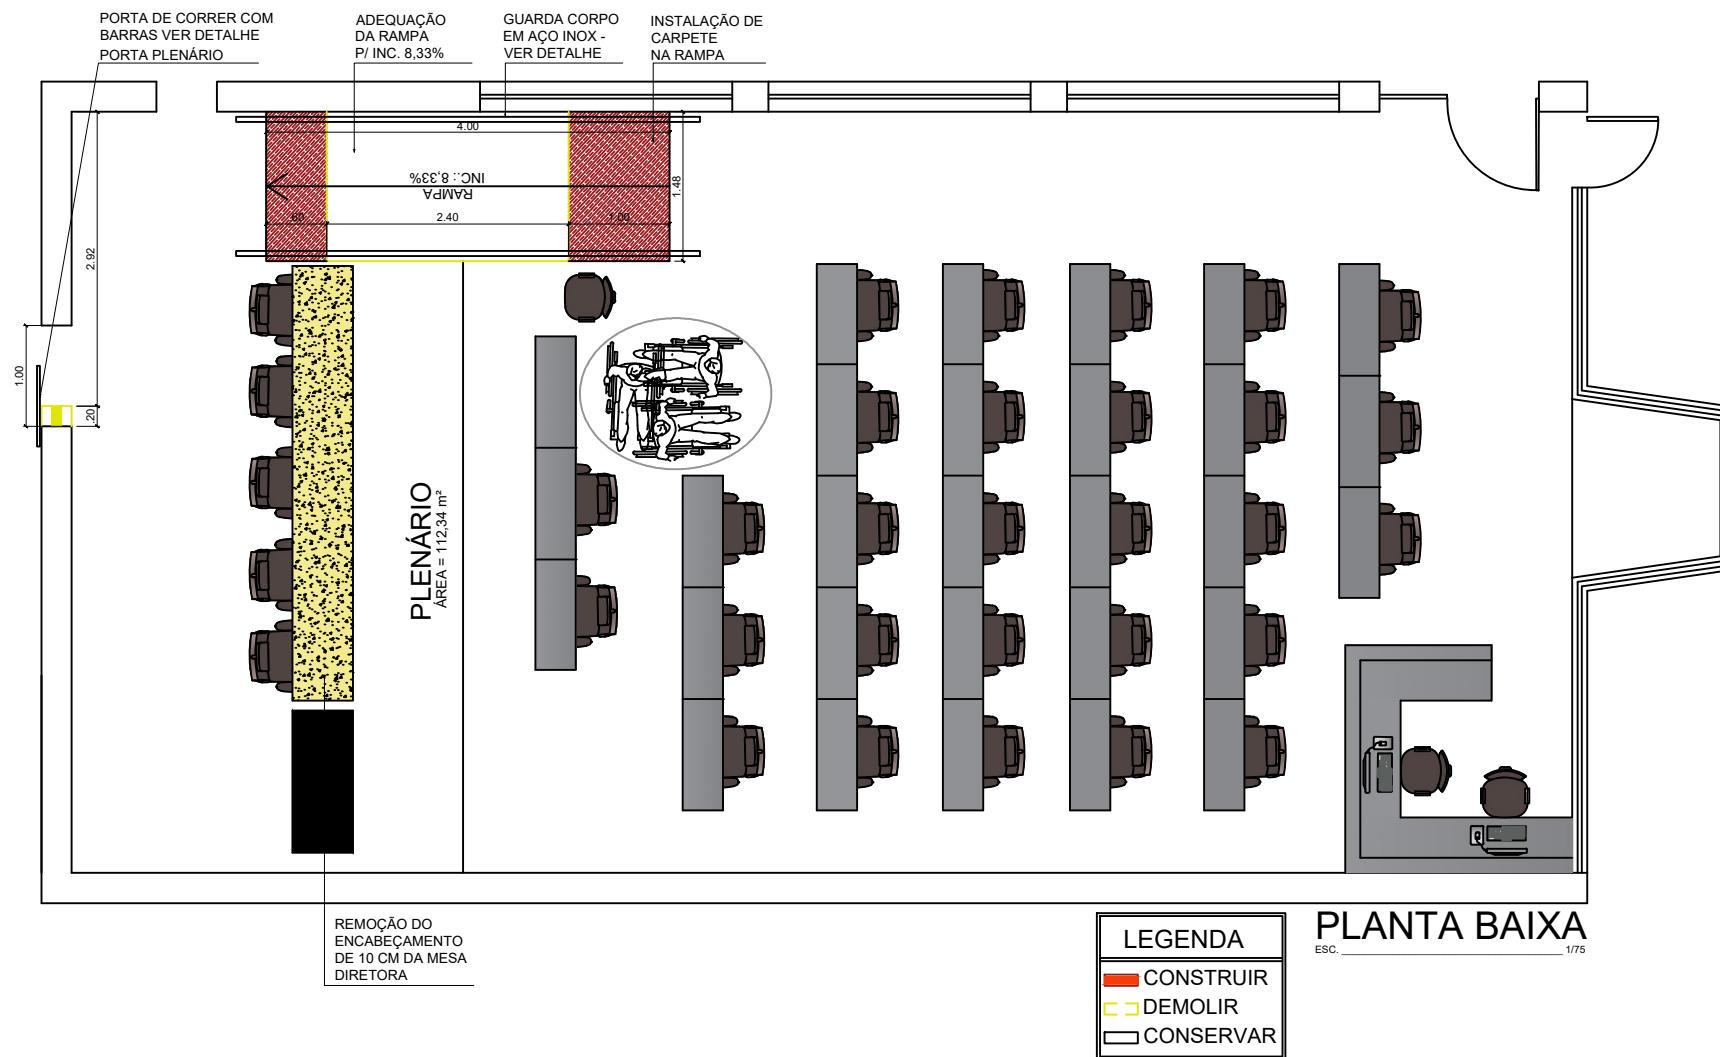 PORTA DE CORRER COM
BARRAS VER DETALHE
PORTA PLENÁRIO
ADEQUAÇÃO
DA RAMPA
P/ INC. 8,33%
GUARDA CORPO
EM AÇO INOX -
VER DETALHE
INSTALAÇÃO DE
CARPETE
NA RAMPA
4.00
RAMPA
INC.: 8,33%
1.48
.60
2.40
1.00
2.92
1.00
.20
PLENÁRIO
ÁREA = 112,34 m²
REMOÇÃO DO
ENCABEÇAMENTO
DE 10 CM DA MESA
DIRETORA
LEGENDA
CONSTRUIR
DEMOLIR
CONSERVAR
PLANTA BAIXA
ESC. 1/75